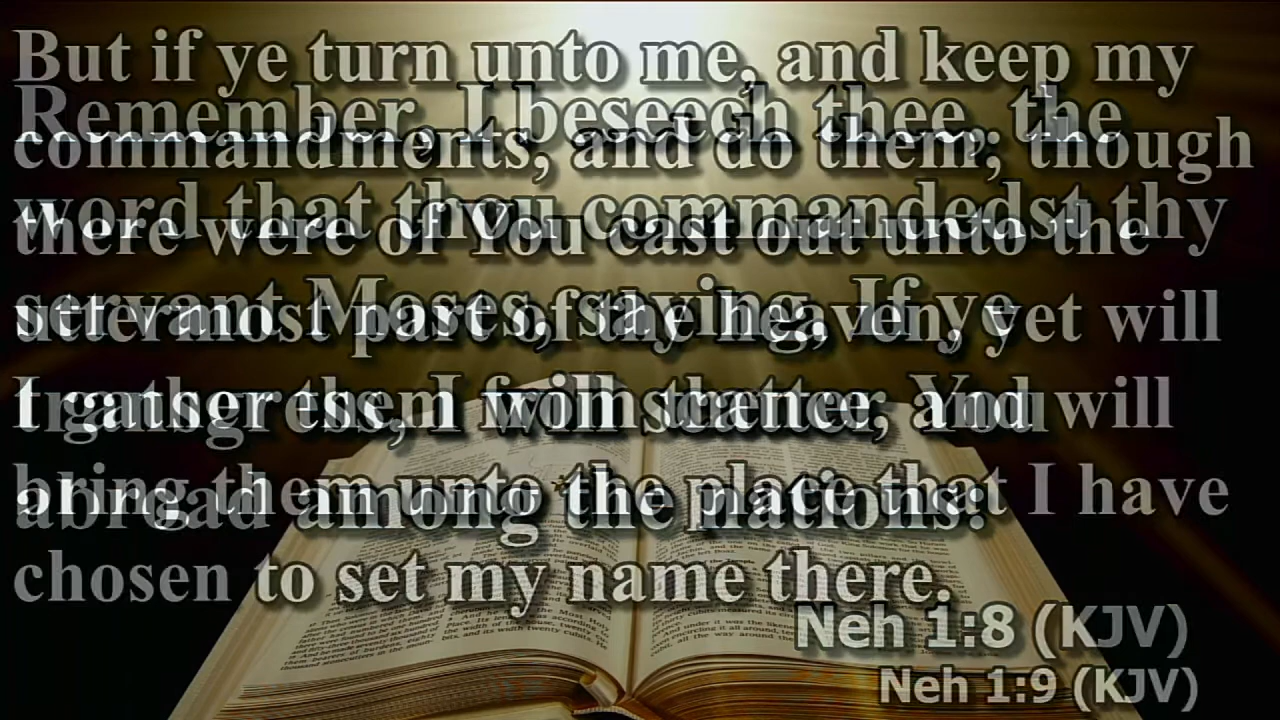 But if ye turn unto me, and keep my
commandments, and do them; though
there were of You cast out unto the
uttermost part of the heaven, yet will
I gather them from thence, and will
bring them unto the place that I have
chosen to set my name there.
Remember, I beseech thee, the
word that thou commandedst thy
servant Moses, saying, If ye
transgress, I will scatter You
abroad among the nations:
Neh 1:8 (KJV)
Neh 1:9 (KJV)